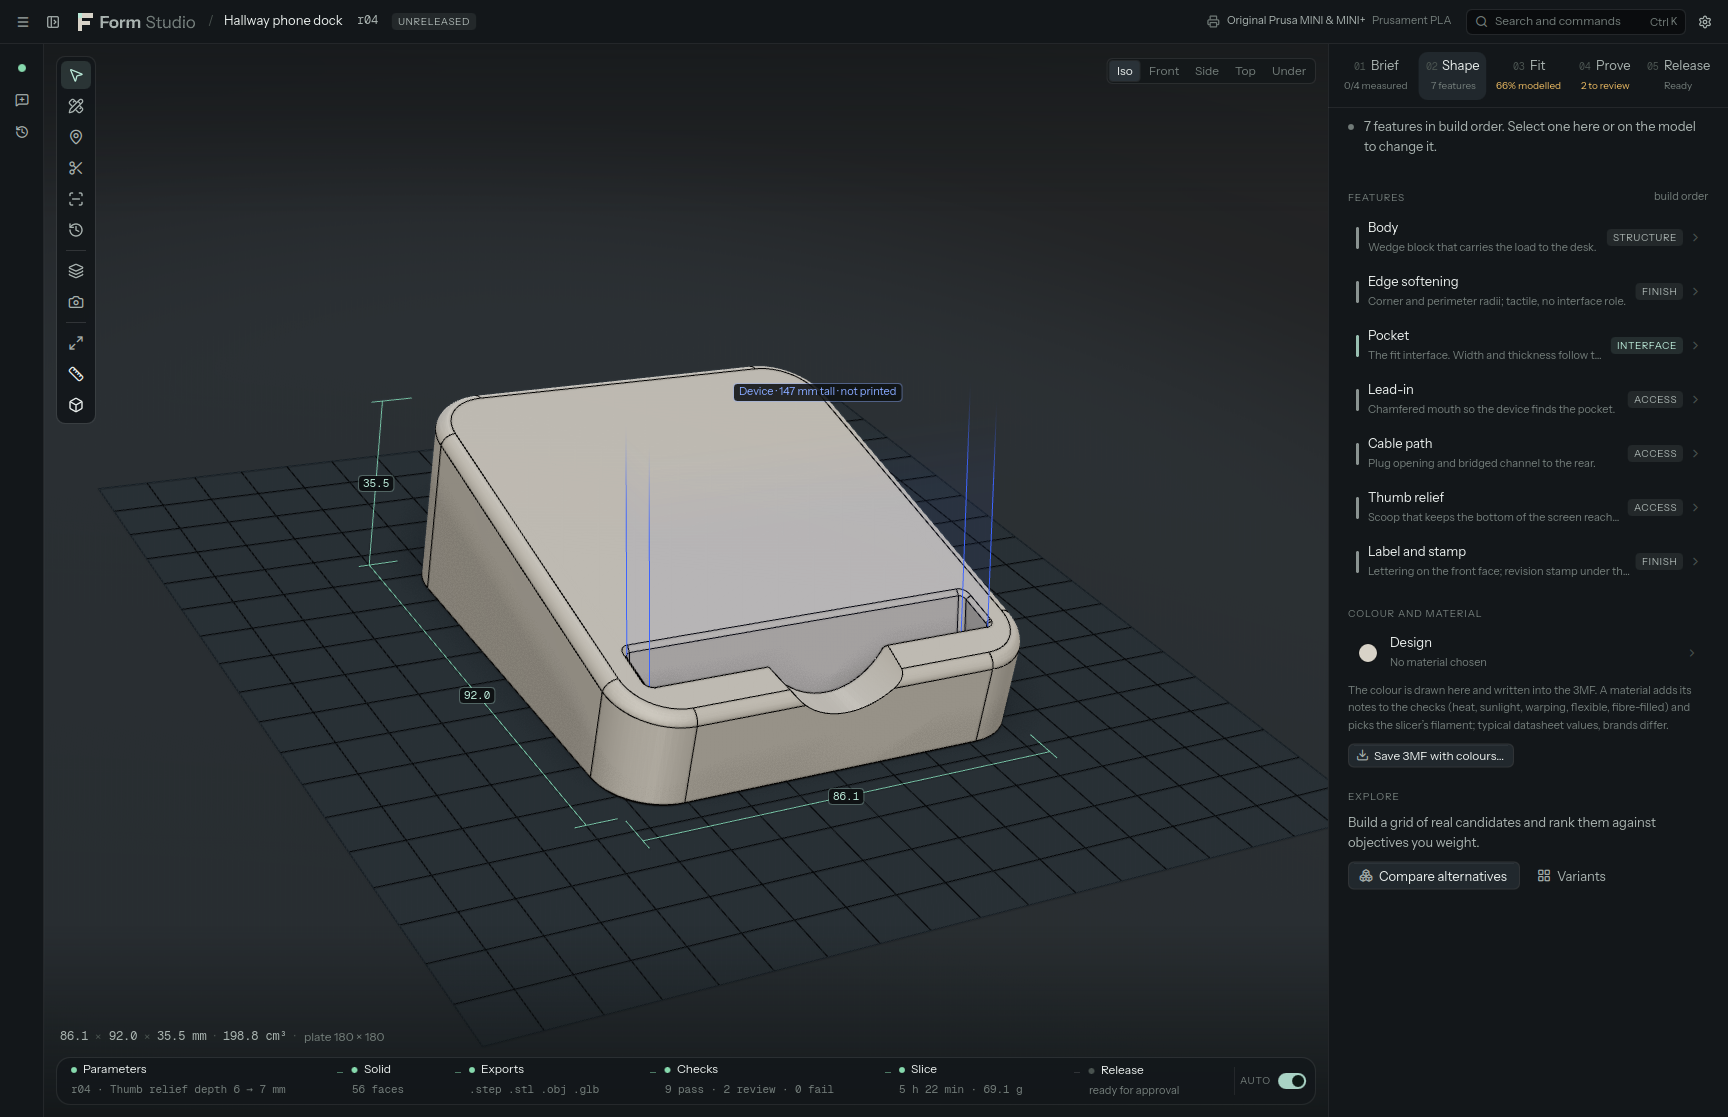 Form Studio / Hallway phone dock r04 UNRELEASED
Original Prusa MINI & MINI+ Prusament PLA
Search and commands Ctrl K
Iso Front Side Top Under
01 Brief
0/4 measured
02 Shape
7 features
03 Fit
66% modelled
04 Prove
2 to review
05 Release
Ready
7 features in build order. Select one here or on the model
to change it.
FEATURES build order
Body
Wedge block that carries the load to the desk.
STRUCTURE
Edge softening
Corner and perimeter radii; tactile, no interface role.
FINISH
Pocket
The fit interface. Width and thickness follow t…
INTERFACE
Lead-in
Chamfered mouth so the device finds the pocket.
ACCESS
Cable path
Plug opening and bridged channel to the rear.
ACCESS
Thumb relief
Scoop that keeps the bottom of the screen reach…
ACCESS
Label and stamp
Lettering on the front face; revision stamp under th…
FINISH
COLOUR AND MATERIAL
Design
No material chosen
The colour is drawn here and written into the 3MF. A material adds its
notes to the checks (heat, sunlight, warping, flexible, fibre-filled) and
picks the slicer's filament; typical datasheet values, brands differ.
Save 3MF with colours…
EXPLORE
Build a grid of real candidates and rank them against
objectives you weight.
Compare alternatives Variants
Device · 147 mm tall · not printed
35.5
92.0
86.1
86.1 × 92.0 × 35.5 mm · 198.8 cm³ · plate 180 × 180
Parameters
r04 · Thumb relief depth 6 → 7 mm
Solid
56 faces
Exports
.step .stl .obj .glb
Checks
9 pass · 2 review · 0 fail
Slice
5 h 22 min · 69.1 g
Release
ready for approval
AUTO